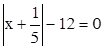 |x + 1/5| − 12 = 0